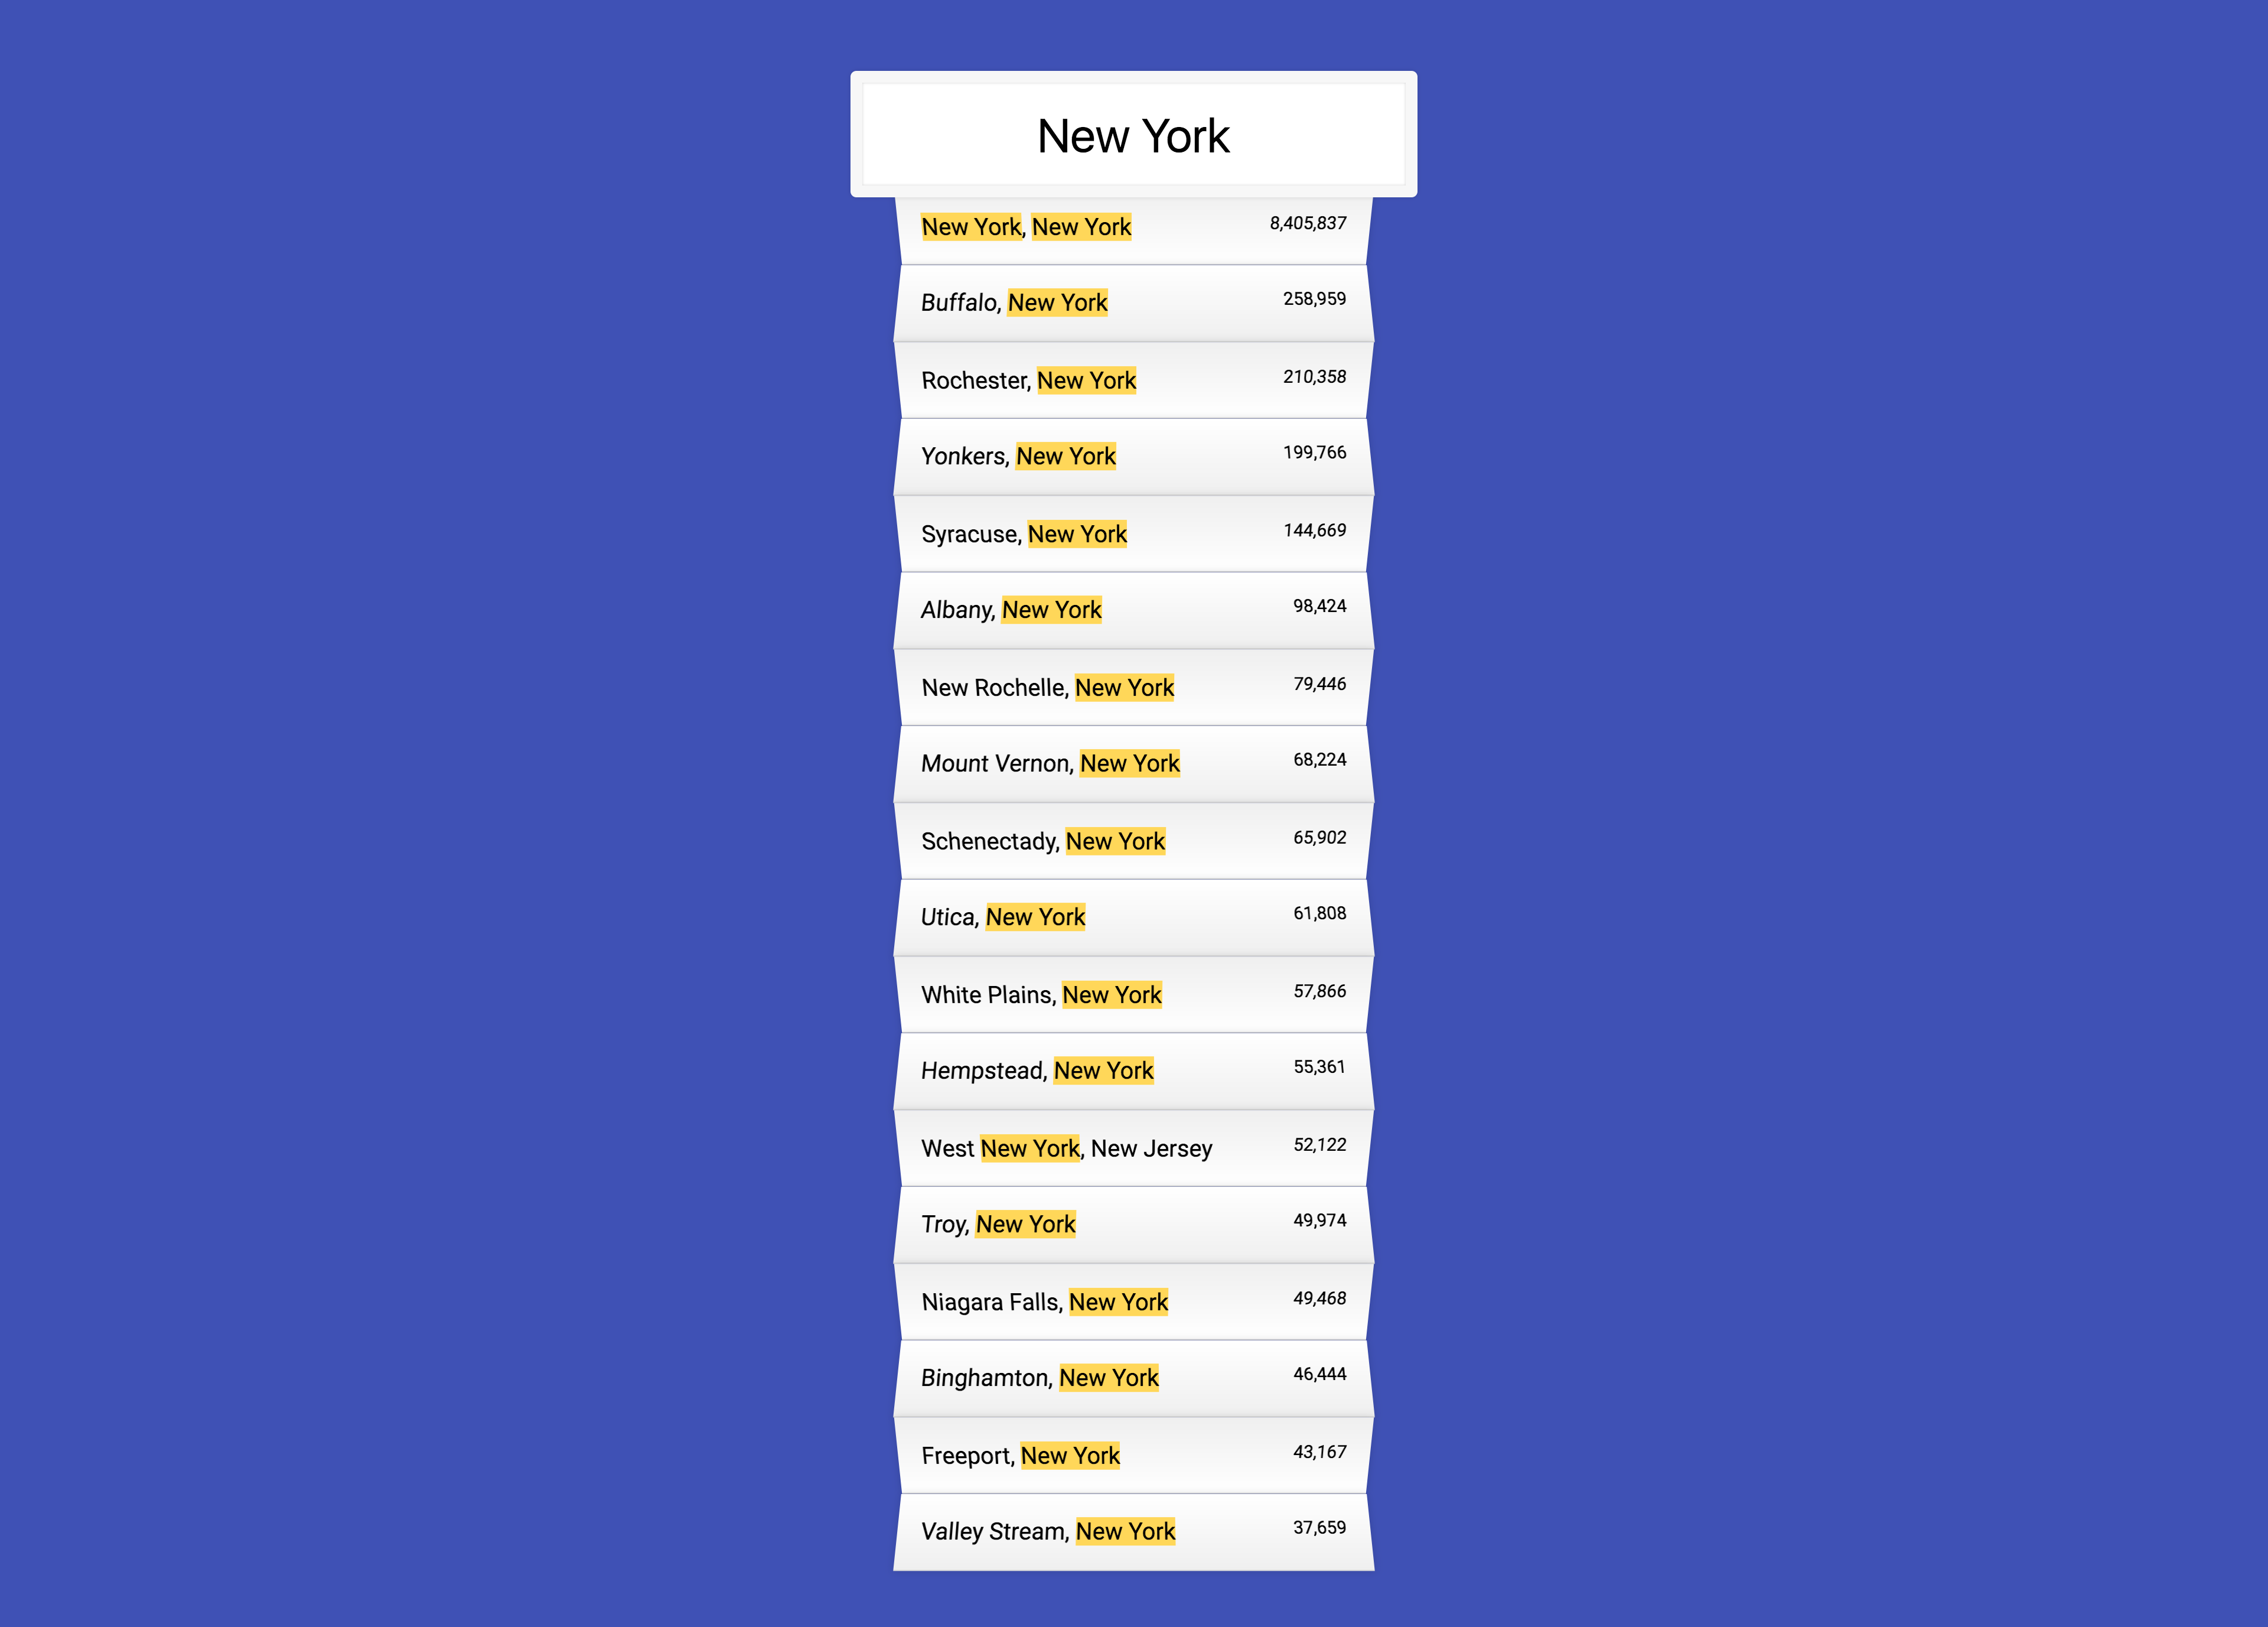 New York
New York, New York 8,405,837
Buffalo, New York 258,959
Rochester, New York 210,358
Yonkers, New York 199,766
Syracuse, New York 144,669
Albany, New York 98,424
New Rochelle, New York 79,446
Mount Vernon, New York 68,224
Schenectady, New York 65,902
Utica, New York 61,808
White Plains, New York 57,866
Hempstead, New York 55,361
West New York, New Jersey 52,122
Troy, New York 49,974
Niagara Falls, New York 49,468
Binghamton, New York 46,444
Freeport, New York 43,167
Valley Stream, New York 37,659